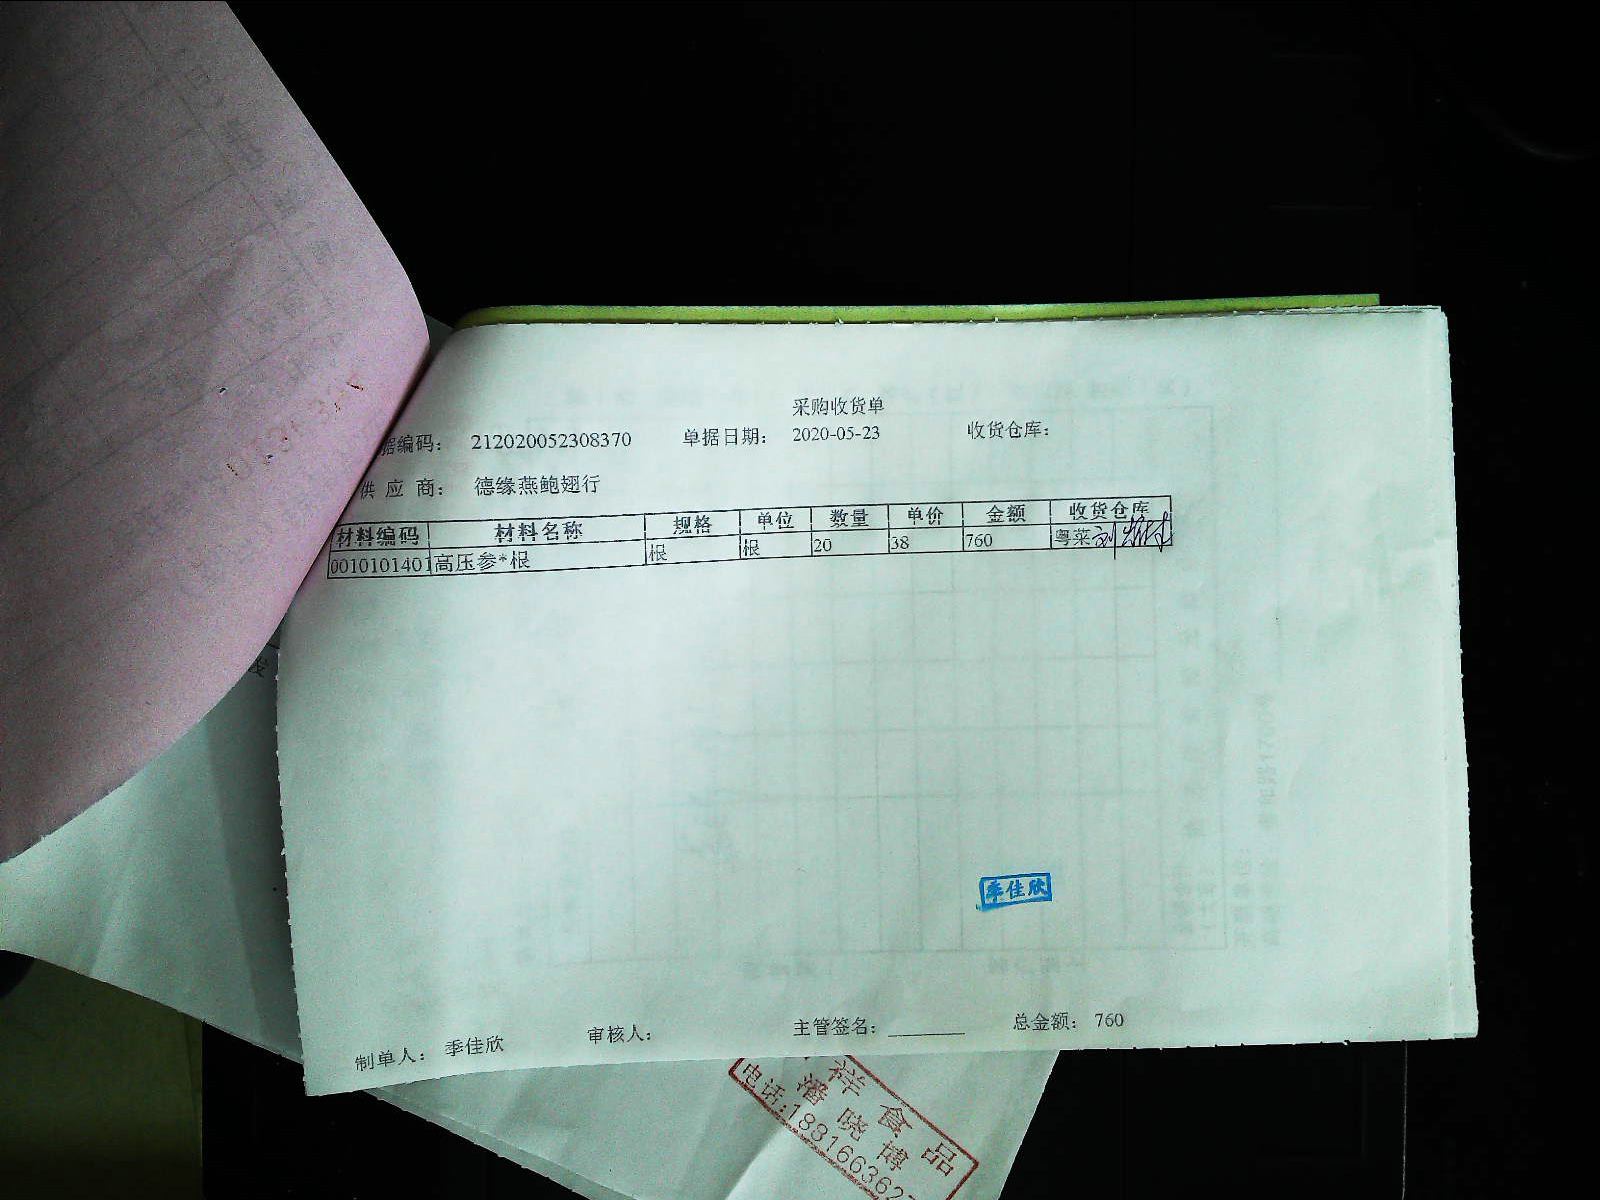 采购收货单
据编码: 212020052308370 单据日期: 2020-05-23 收货仓库:
供应商: 德缘燕鲍翅行
材料编码 材料名称 规格 单位 数量 单价 金额 收货仓库
0010101401 高压参*根 根 根 20 38 760 粤菜
季佳欣
制单人: 季佳欣 审核人: 主管签名: ________ 总金额: 760
祥食品
潘晓博
电话:1881663627